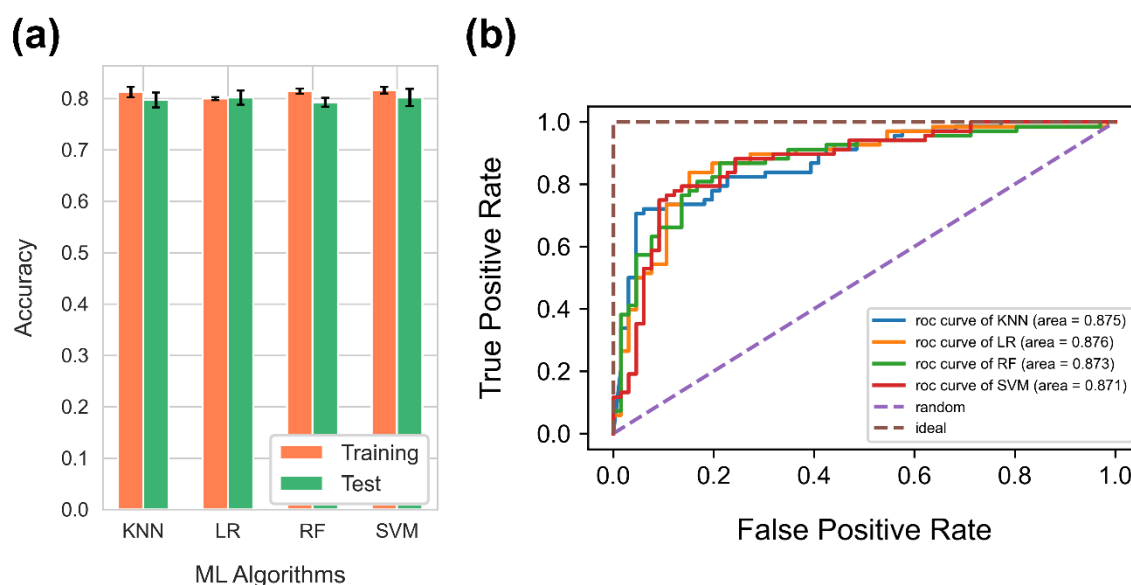 (a)
Accuracy
0.8
0.7
0.6
0.5
0.4
0.3
0.2
0.1
0.0
Training
Test
KNN LR RF SVM
ML Algorithms
(b)
True Positive Rate
1.0
0.8
0.6
0.4
0.2
0.0
roc curve of KNN (area = 0.875)
roc curve of LR (area = 0.876)
roc curve of RF (area = 0.873)
roc curve of SVM (area = 0.871)
random
ideal
0.0 0.2 0.4 0.6 0.8 1.0
False Positive Rate